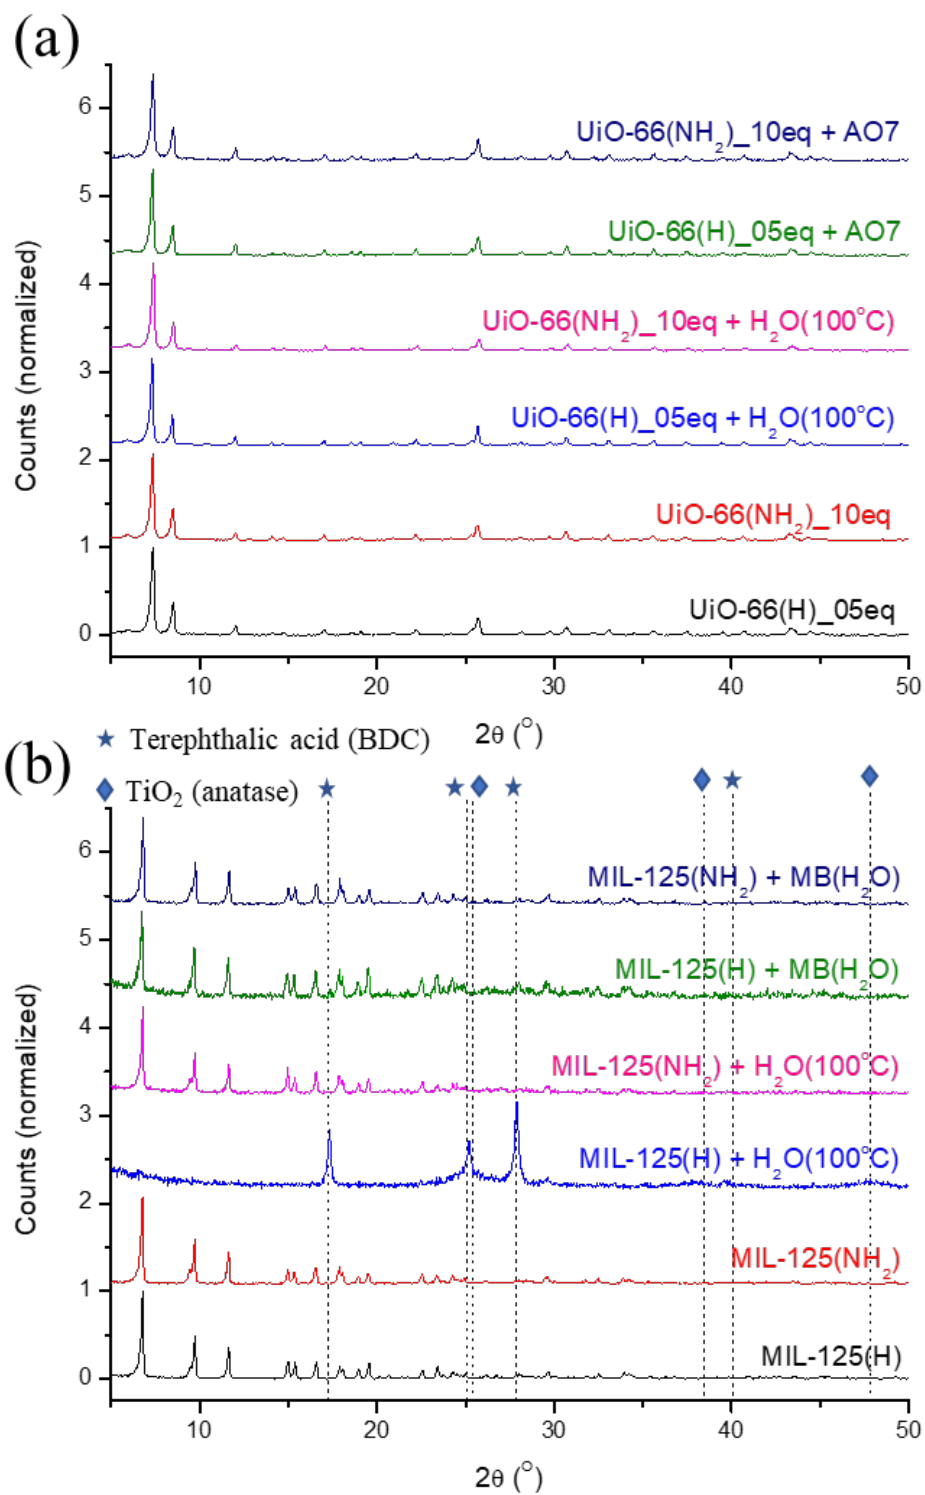 (a)
6
5
4
3
2
1
0
Counts (normalized)
UiO-66(NH₂)_10eq + AO7
UiO-66(H)_05eq + AO7
UiO-66(NH₂)_10eq + H₂O(100°C)
UiO-66(H)_05eq + H₂O(100°C)
UiO-66(NH₂)_10eq
UiO-66(H)_05eq
10 20 30 40 50
2θ (°)
(b)
★ Terephthalic acid (BDC)
◆ TiO₂ (anatase)
6
5
4
3
2
1
0
Counts (normalized)
MIL-125(NH₂) + MB(H₂O)
MIL-125(H) + MB(H₂O)
MIL-125(NH₂) + H₂O(100°C)
MIL-125(H) + H₂O(100°C)
MIL-125(NH₂)
MIL-125(H)
10 20 30 40 50
2θ (°)